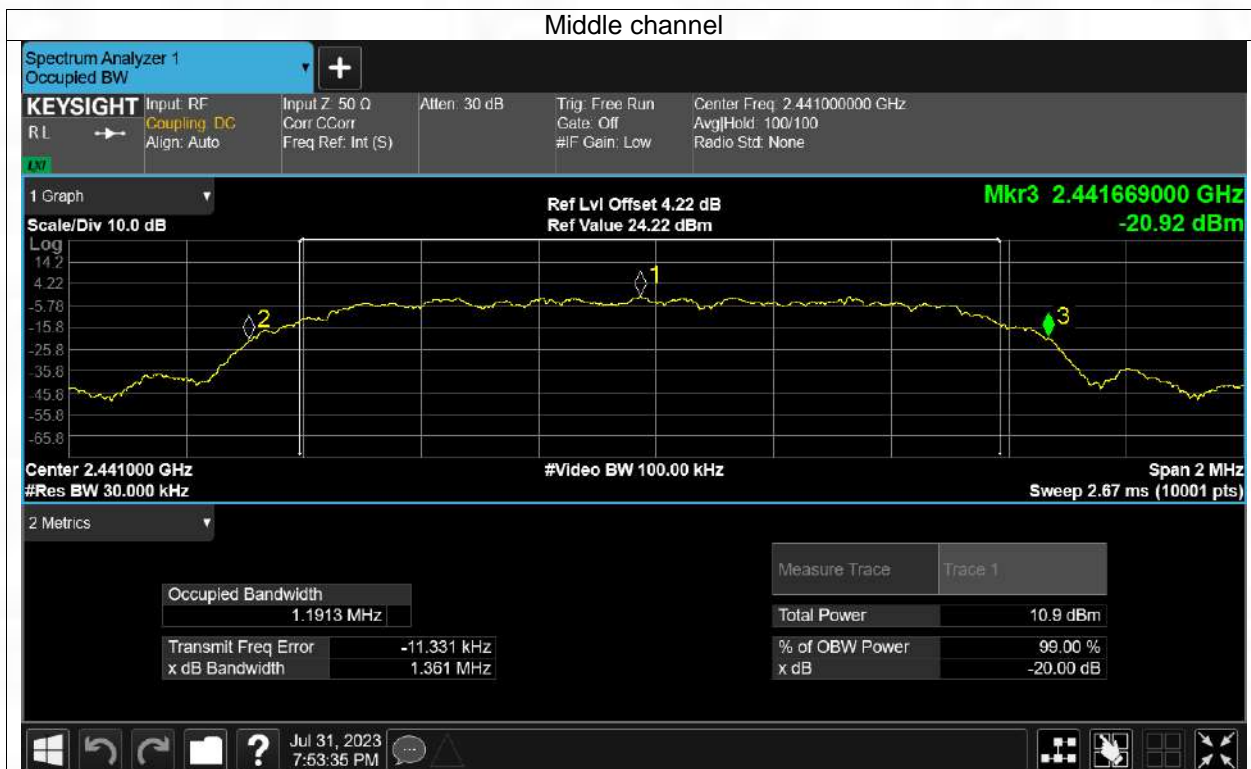 Middle channel
Spectrum Analyzer 1
Occupied BW
+
KEYSIGHT
RL
LXI
Input: RF
Coupling: DC
Align: Auto
Input Z: 50 Ω
Corr CCorr
Freq Ref: Int (S)
Atten: 30 dB
Trig: Free Run
Gate: Off
#IF Gain: Low
Center Freq: 2.441000000 GHz
Avg|Hold: 100/100
Radio Std: None
1 Graph
Scale/Div 10.0 dB
Ref Lvl Offset 4.22 dB
Ref Value 24.22 dBm
Mkr3 2.441669000 GHz
-20.92 dBm
Log
14.2
4.22
-5.78
-15.8
-25.8
-35.8
-45.8
-55.8
-65.8
1
2
3
Center 2.441000 GHz
#Res BW 30.000 kHz
#Video BW 100.00 kHz
Span 2 MHz
Sweep 2.67 ms (10001 pts)
2 Metrics
Measure Trace Trace 1
Occupied Bandwidth
1.1913 MHz
Total Power 10.9 dBm
Transmit Freq Error -11.331 kHz
% of OBW Power 99.00 %
x dB Bandwidth 1.361 MHz
x dB -20.00 dB
?
Jul 31, 2023
7:53:35 PM